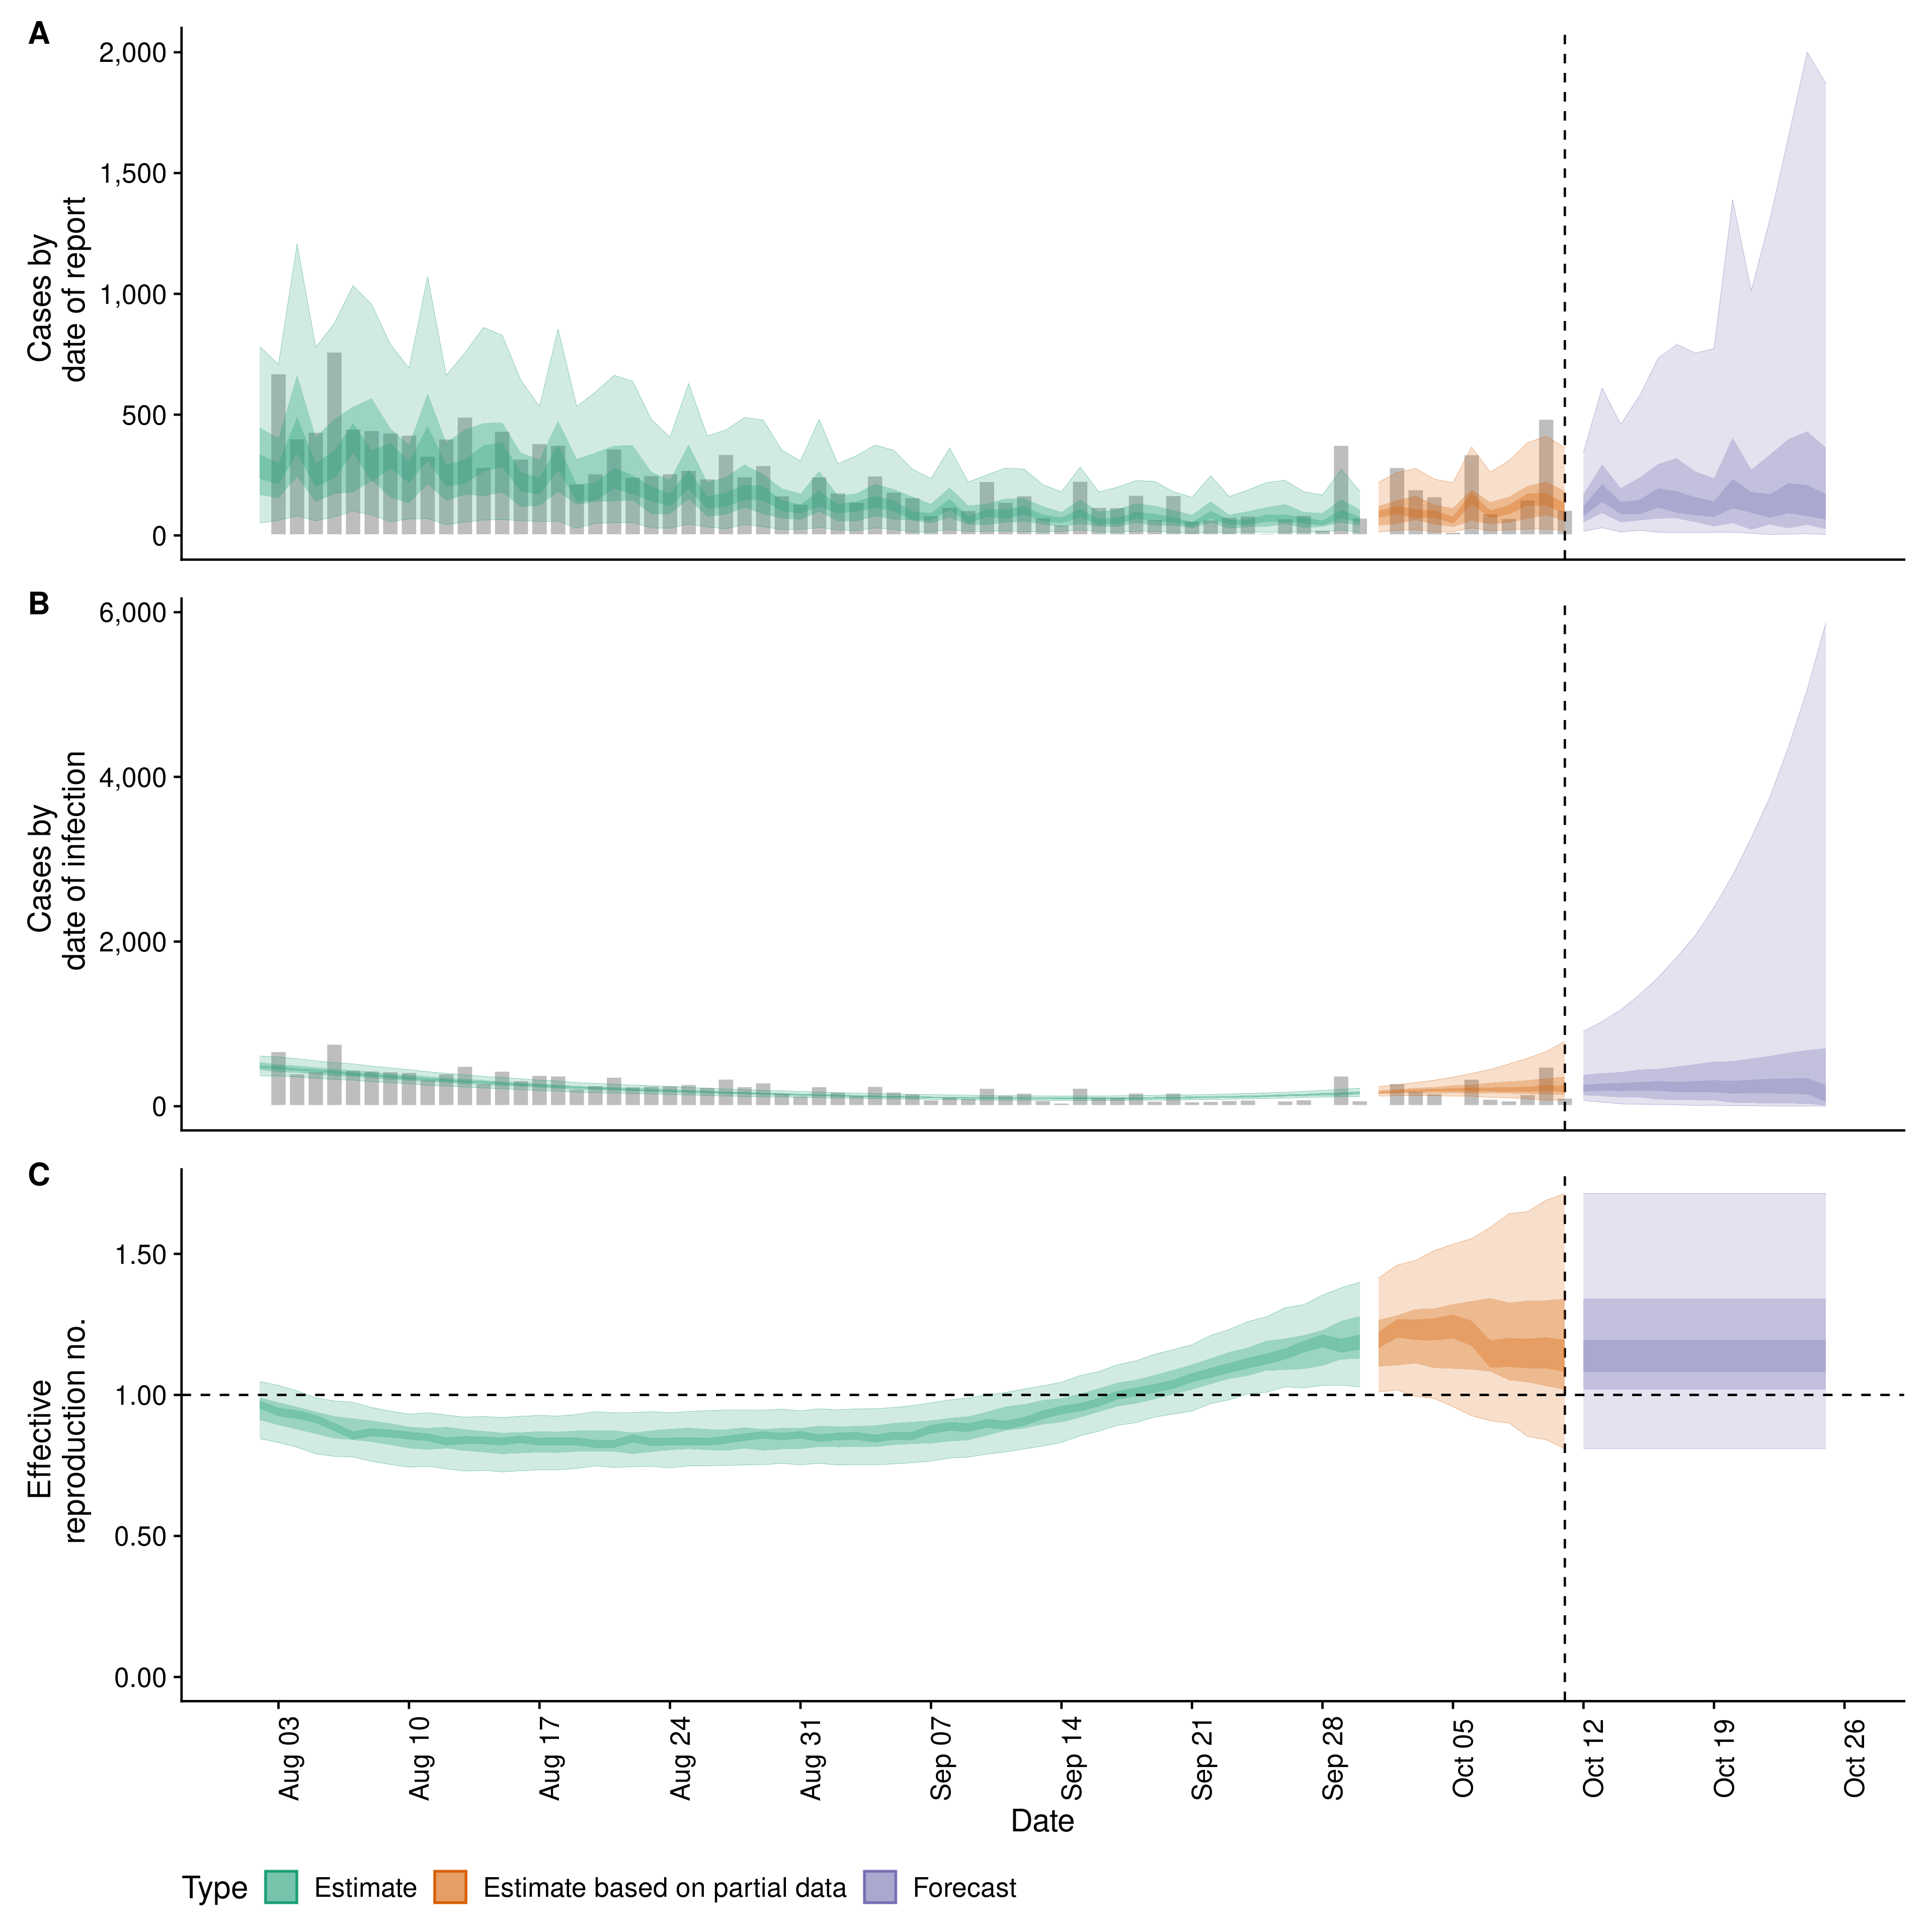 A
2,000
1,500
1,000
500
0
Cases by
date of report
B
6,000
4,000
2,000
0
Cases by
date of infection
C
1.50
1.00
0.50
0.00
Effective
reproduction no.
Aug 03
Aug 10
Aug 17
Aug 24
Aug 31
Sep 07
Sep 14
Sep 21
Sep 28
Oct 05
Oct 12
Oct 19
Oct 26
Date
Type Estimate Estimate based on partial data Forecast